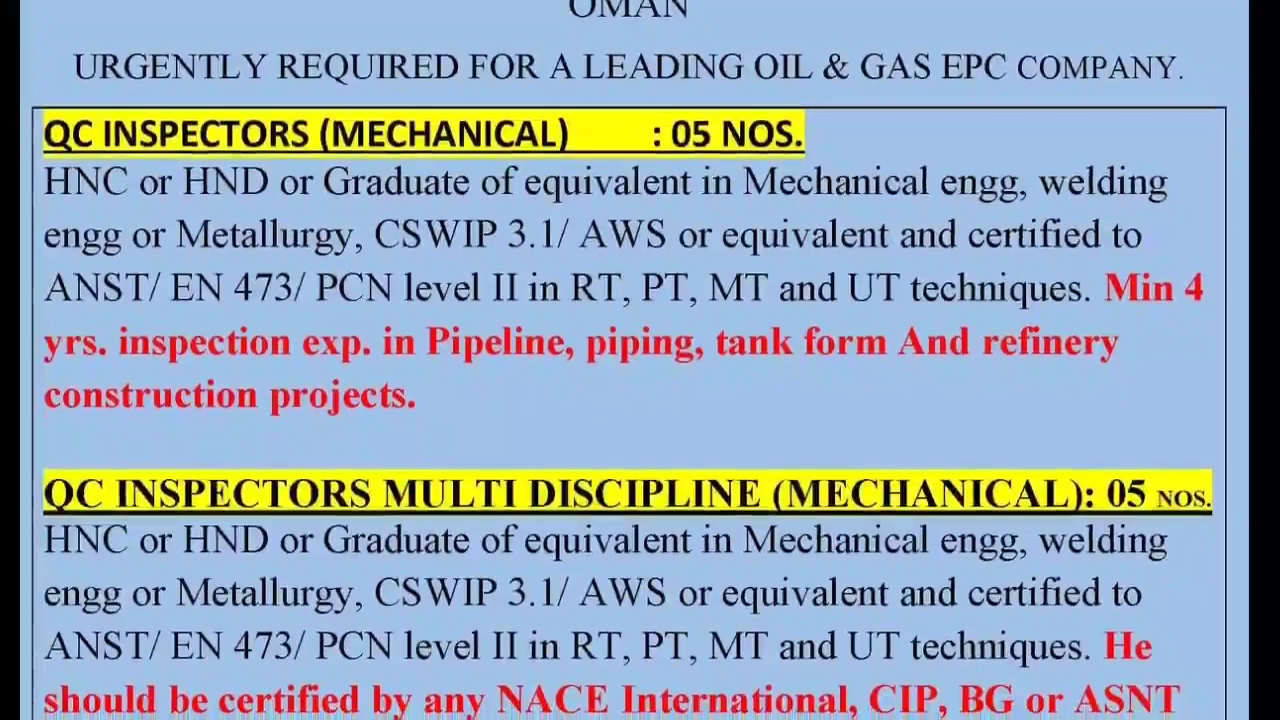 OMAN
URGENTLY REQUIRED FOR A LEADING OIL & GAS EPC COMPANY.
QC INSPECTORS (MECHANICAL) : 05 NOS.
HNC or HND or Graduate of equivalent in Mechanical engg, welding
engg or Metallurgy, CSWIP 3.1/ AWS or equivalent and certified to
ANST/ EN 473/ PCN level II in RT, PT, MT and UT techniques. Min 4
yrs. inspection exp. in Pipeline, piping, tank form And refinery
construction projects.
QC INSPECTORS MULTI DISCIPLINE (MECHANICAL): 05 NOS.
HNC or HND or Graduate of equivalent in Mechanical engg, welding
engg or Metallurgy, CSWIP 3.1/ AWS or equivalent and certified to
ANST/ EN 473/ PCN level II in RT, PT, MT and UT techniques. He
should be certified by any NACE International, CIP, BG or ASNT